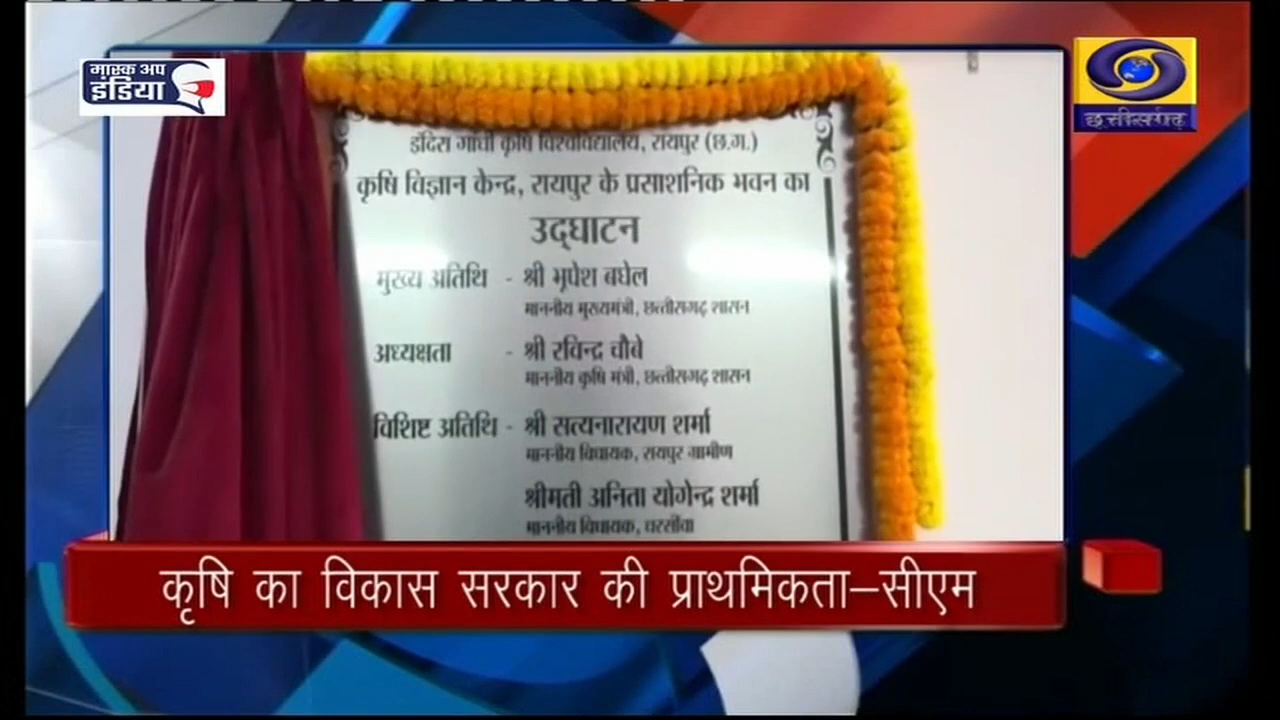 मास्क अप
इंडिया
छत्तीसगढ़
इंदिरा गांधी कृषि विश्वविद्यालय, रायपुर (छ.ग.)
कृषि विज्ञान केन्द्र, रायपुर के प्रसाशनिक भवन का
उद्घाटन
मुख्य अतिथि - श्री भूपेश बघेल
माननीय मुख्यमंत्री, छत्तीसगढ़ शासन
अध्यक्षता - श्री रविन्द्र चौबे
माननीय कृषि मंत्री, छत्तीसगढ़ शासन
विशिष्ट अतिथि - श्री सत्यनारायण शर्मा
माननीय विधायक, रायपुर ग्रामीण
श्रीमती अनिता योगेन्द्र शर्मा
माननीय विधायक, धरसींवा
कृषि का विकास सरकार की प्राथमिकता–सीएम